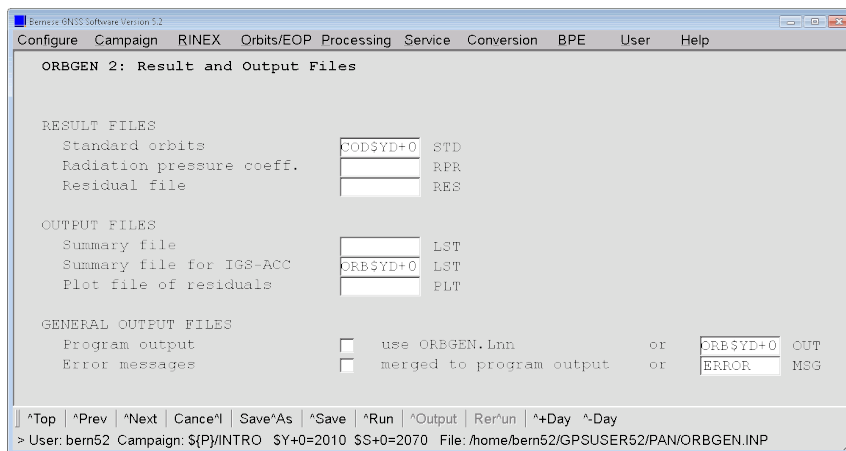 Bernese GNSS Software Version 5.2
Configure Campaign RINEX Orbits/EOP Processing Service Conversion BPE User Help
ORBGEN 2: Result and Output Files
RESULT FILES
Standard orbits COD$YD+0 STD
Radiation pressure coeff. RPR
Residual file RES
OUTPUT FILES
Summary file LST
Summary file for IGS-ACC ORB$YD+0 LST
Plot file of residuals PLT
GENERAL OUTPUT FILES
Program output use ORBGEN.Lnn or ORB$YD+0 OUT
Error messages merged to program output or ERROR MSG
^Top | ^Prev | ^Next | Cance^l | Save^As | ^Save | ^Run | ^Output | Rer^un | ^+Day ^-Day
> User: bern52 Campaign: ${P}/INTRO $Y+0=2010 $S+0=2070 File: /home/bern52/GPSUSER52/PAN/ORBGEN.INP